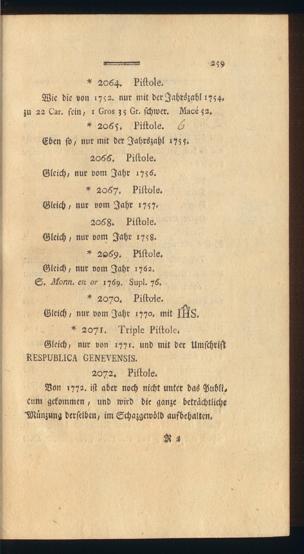 259
* 2064. Piſtole.
Wie die von 1752. nur mit der Jahrszahl 1754.
zu 22 Car. fein, 1 Gros 35 Gr. ſchwer. Macé 52.
* 2065. Piſtole. 6
Eben ſo, nur mit der Jahrszahl 1755.
2066. Piſtole.
Gleich, nur vom Jahr 1756.
* 2067. Piſtole.
Gleich, nur vom Jahr 1757.
2068. Piſtole.
Gleich, nur vom Jahr 1758.
* 2069. Piſtole.
Gleich, nur vom Jahr 1762.
S. Monn. en or 1769. Supl. 76.
* 2070. Piſtole.
Gleich, nur vom Jahr 1770, mit IHS.
* 2071. Triple Piſtole.
Gleich, nur von 1771. und mit der Umſchrift
RESPUBLICA GENEVENSIS.
2072. Piſtole.
Von 1772. iſt aber noch nicht unter das Publi,
cum gekommen, und wird die ganze beträchtliche
Münzung derſelben, im Schazgewölb aufbehalten.
R 2